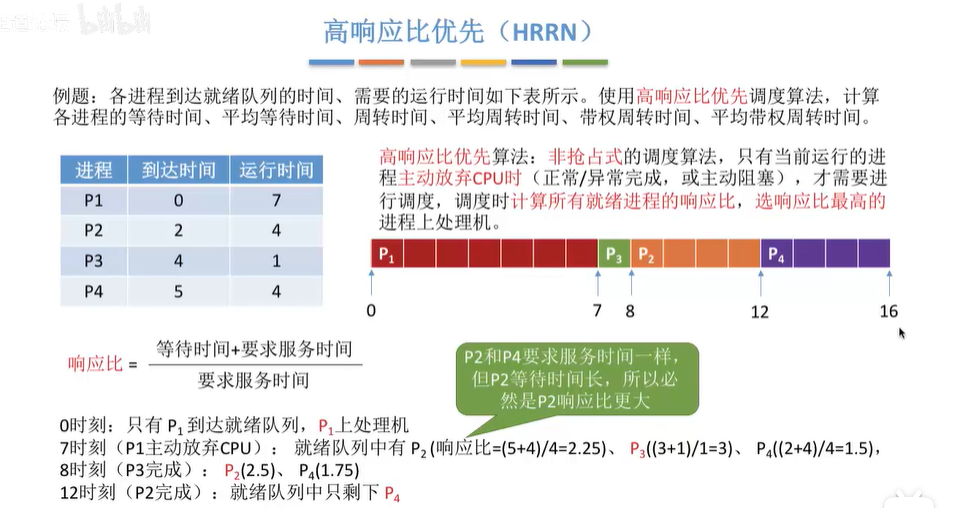 bilibili
高响应比优先（HRRN）
例题：各进程到达就绪队列的时间、需要的运行时间如下表所示。使用高响应比优先调度算法，计算
各进程的等待时间、平均等待时间、周转时间、平均周转时间、带权周转时间、平均带权周转时间。
进程 到达时间 运行时间
P1 0 7
P2 2 4
P3 4 1
P4 5 4
高响应比优先算法：非抢占式的调度算法，只有当前运行的进
程主动放弃CPU时（正常/异常完成，或主动阻塞），才需要进
行调度，调度时计算所有就绪进程的响应比，选响应比最高的
进程上处理机。
P1 P3 P2 P4
0 7 8 12 16
响应比 =
等待时间+要求服务时间
要求服务时间
P2和P4要求服务时间一样，
但P2等待时间长，所以必
然是P2响应比更大
0时刻：只有 P1 到达就绪队列，P1上处理机
7时刻（P1主动放弃CPU）：就绪队列中有 P2 (响应比=(5+4)/4=2.25)、 P3((3+1)/1=3)、 P4((2+4)/4=1.5)，
8时刻（P3完成）：P2(2.5)、 P4(1.75)
12时刻（P2完成）：就绪队列中只剩下 P4